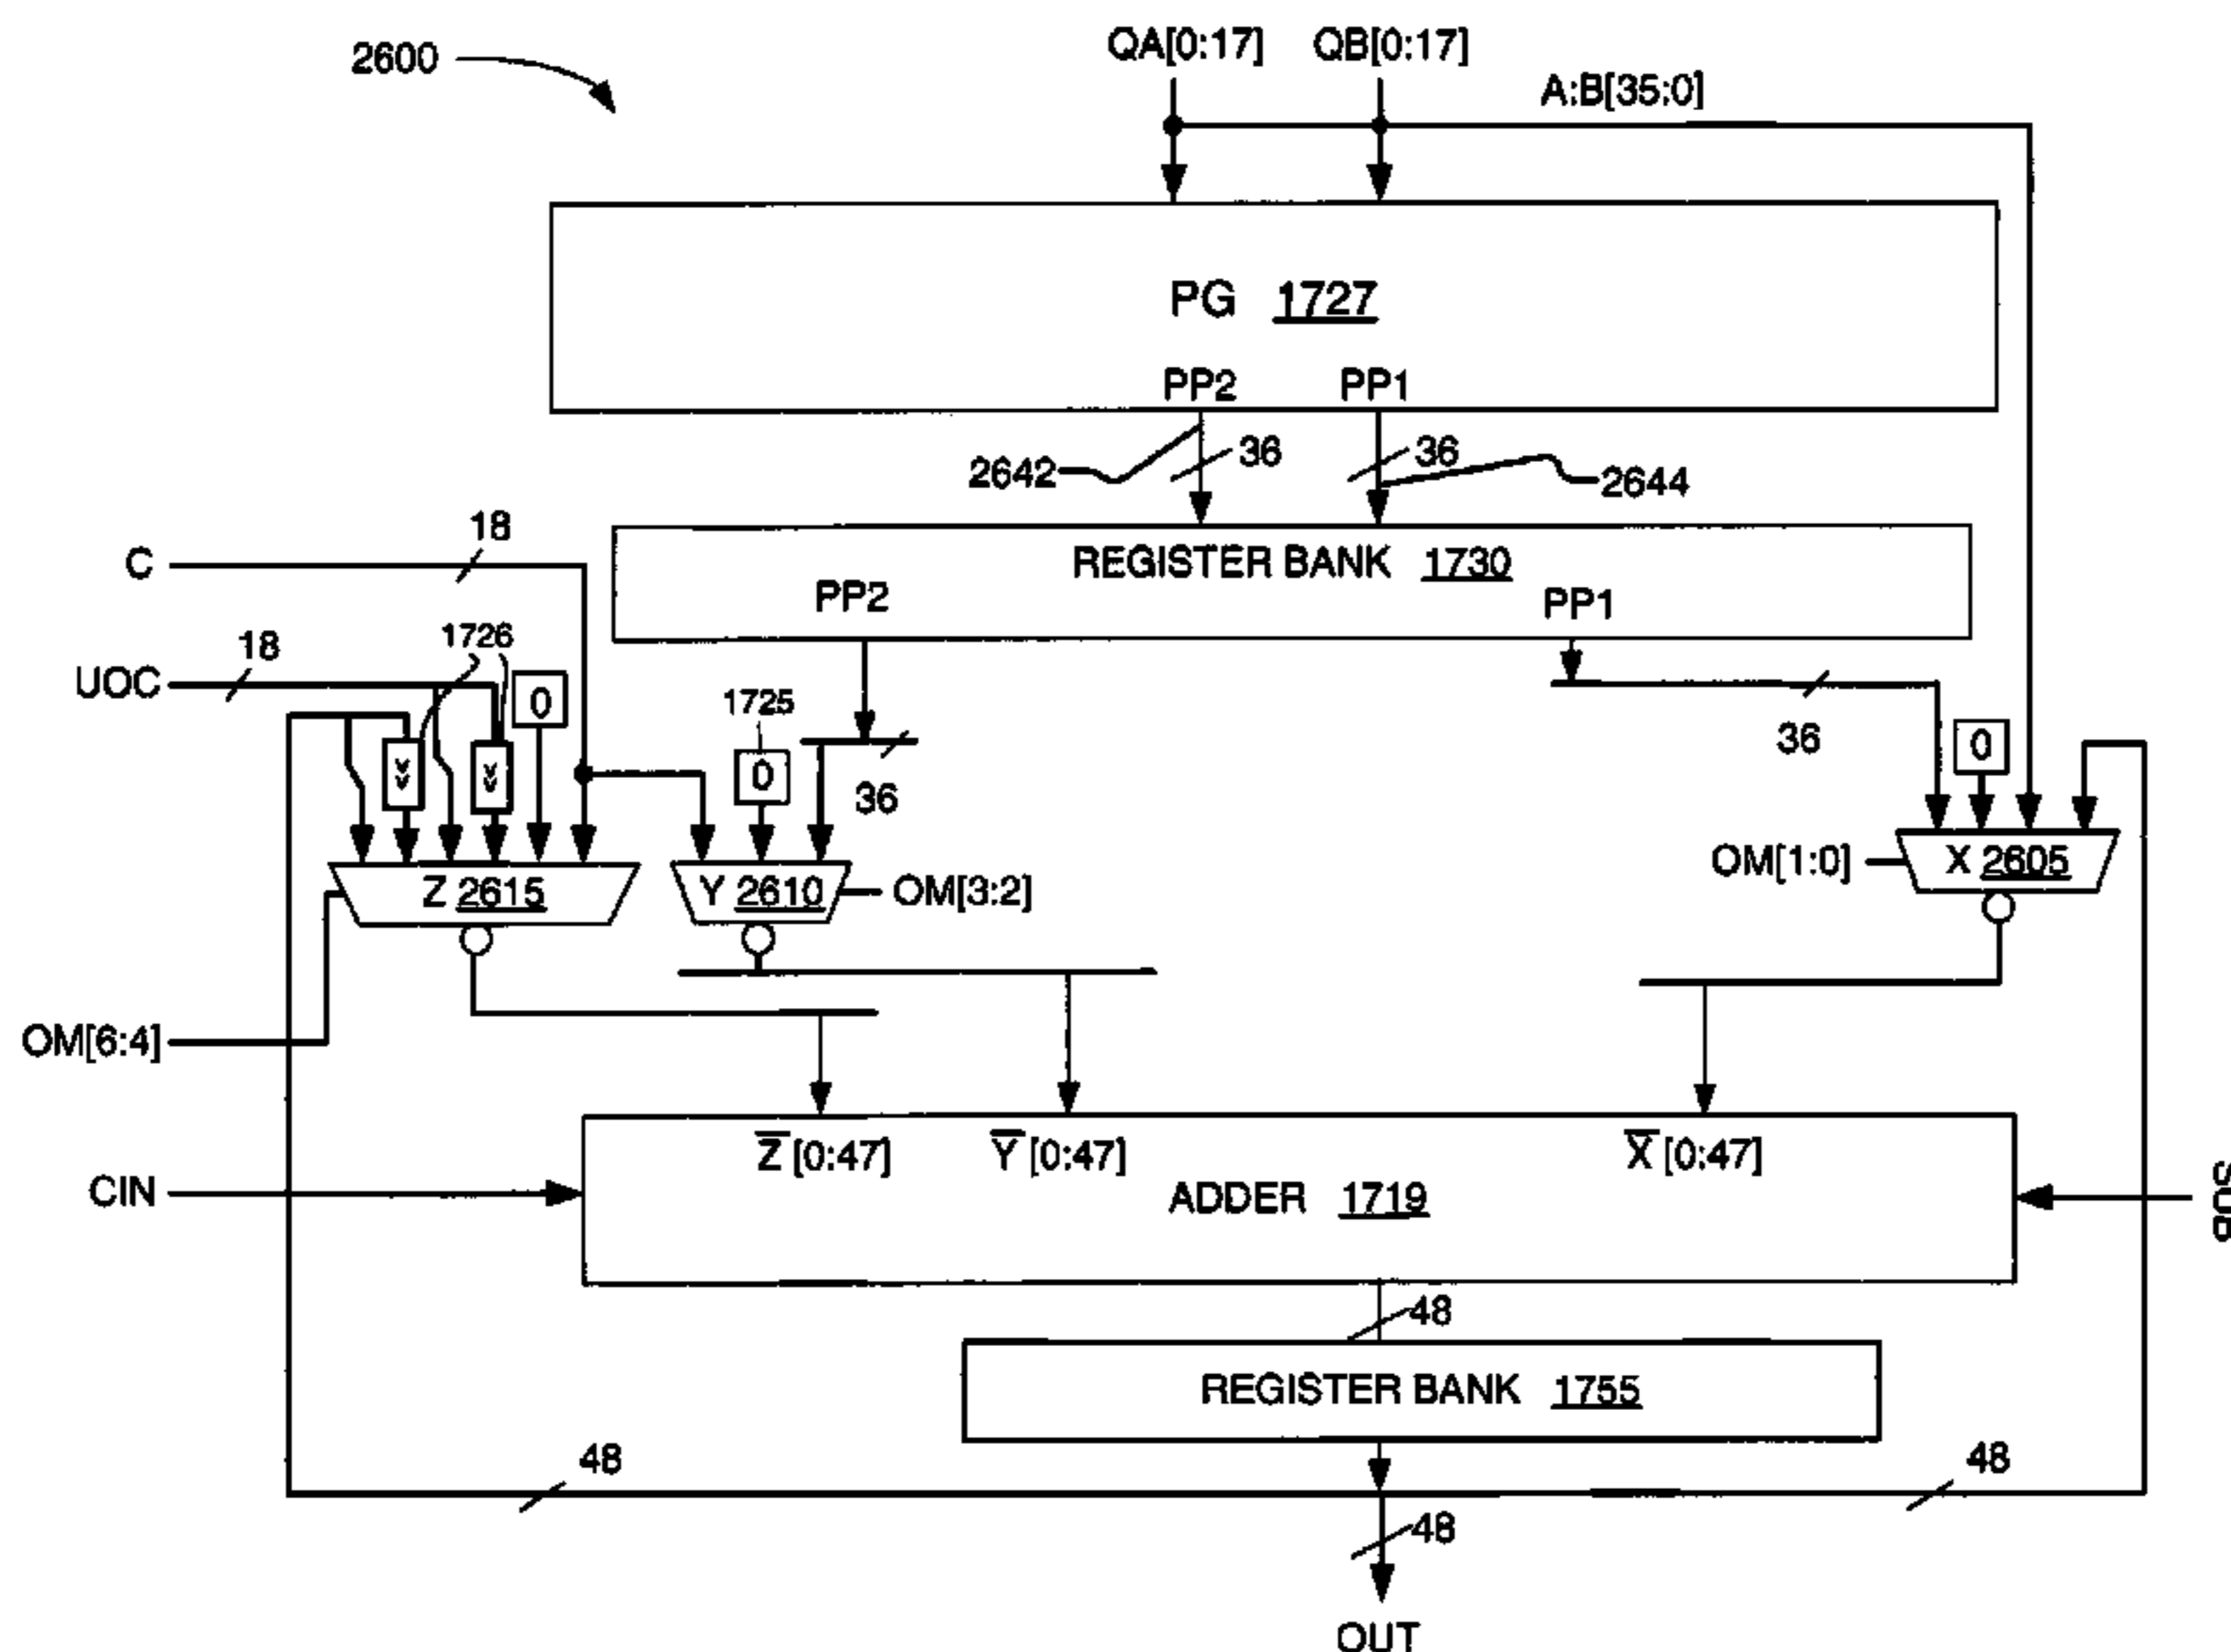 2600
QA[0:17] QB[0:17]
A:B[35:0]
PG 1727
PP2 PP1
2642 36 36 2644
C 18
REGISTER BANK 1730
PP2 PP1
UOC 18 1726
0
1725
0
36
36
0
Z 2615
Y 2610 OM[3:2]
OM[1:0] X 2605
OM[6:4]
Z [0:47] Y [0:47] X [0:47]
CIN
ADDER 1719
SUB
48
REGISTER BANK 1755
48 48
48
OUT